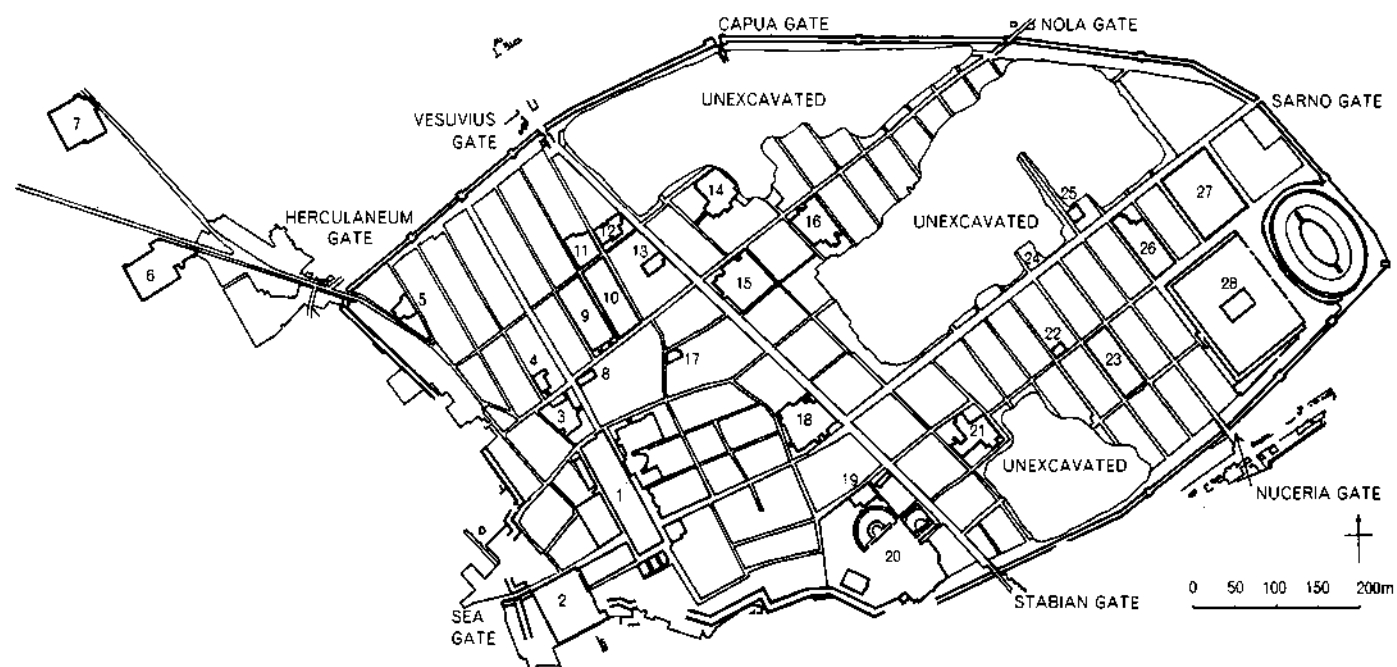 CAPUA GATE
NOLA GATE
UNEXCAVATED
SARNO GATE
VESUVIUS
GATE
7
14
25
27
HERCULANEUM
GATE
16
UNEXCAVATED
12
13
11
26
6
24
5
15
10
28
9
22
17
23
4
8
3
18
21
UNEXCAVATED
19
1
NUCERIA GATE
20
2
SEA
GATE
STABIAN GATE
0 50 100 150 200m